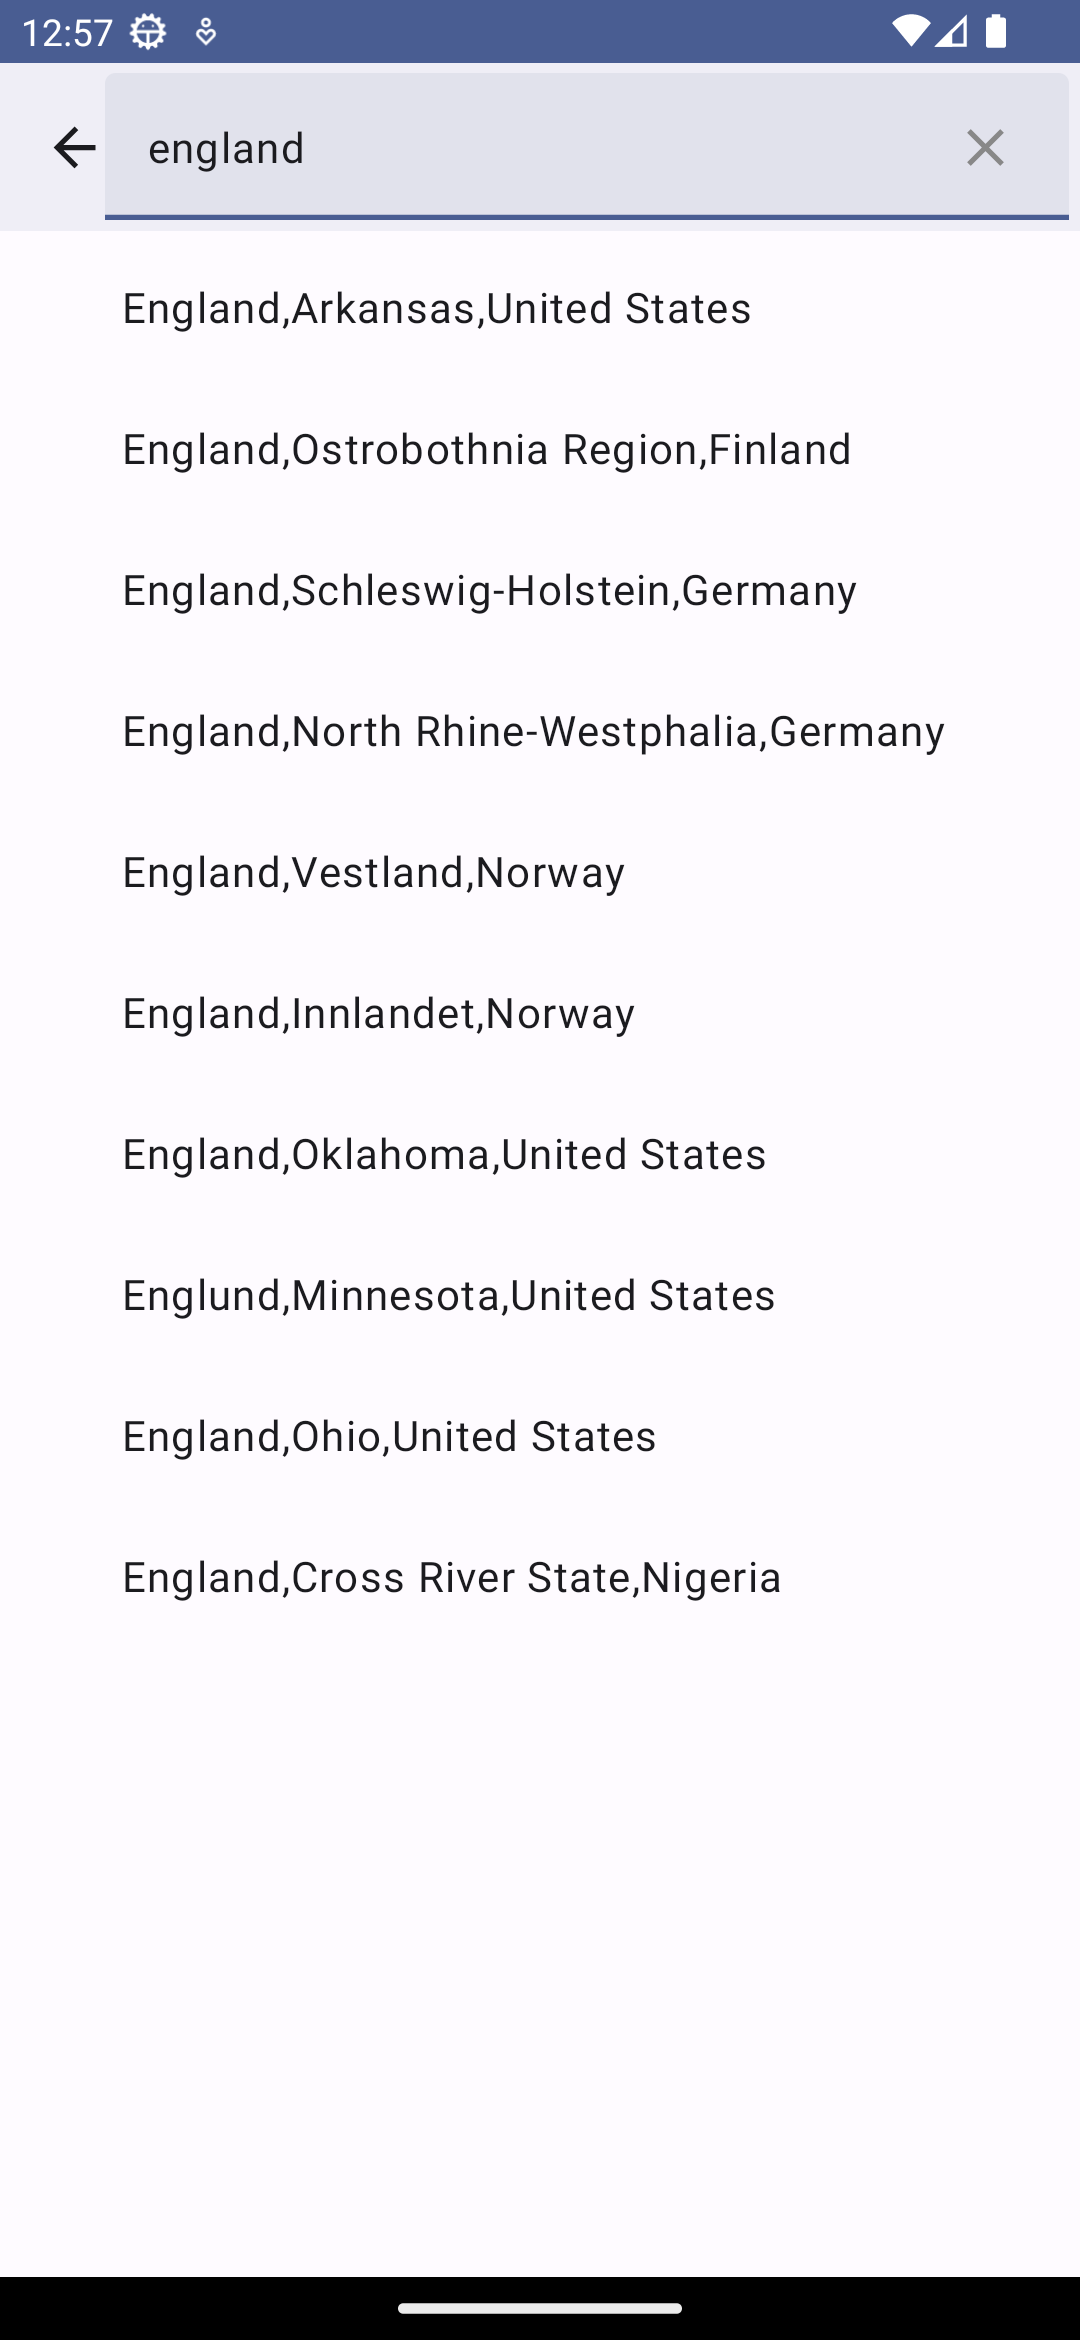 12:57
england
England,Arkansas,United States
England,Ostrobothnia Region,Finland
England,Schleswig-Holstein,Germany
England,North Rhine-Westphalia,Germany
England,Vestland,Norway
England,Innlandet,Norway
England,Oklahoma,United States
Englund,Minnesota,United States
England,Ohio,United States
England,Cross River State,Nigeria